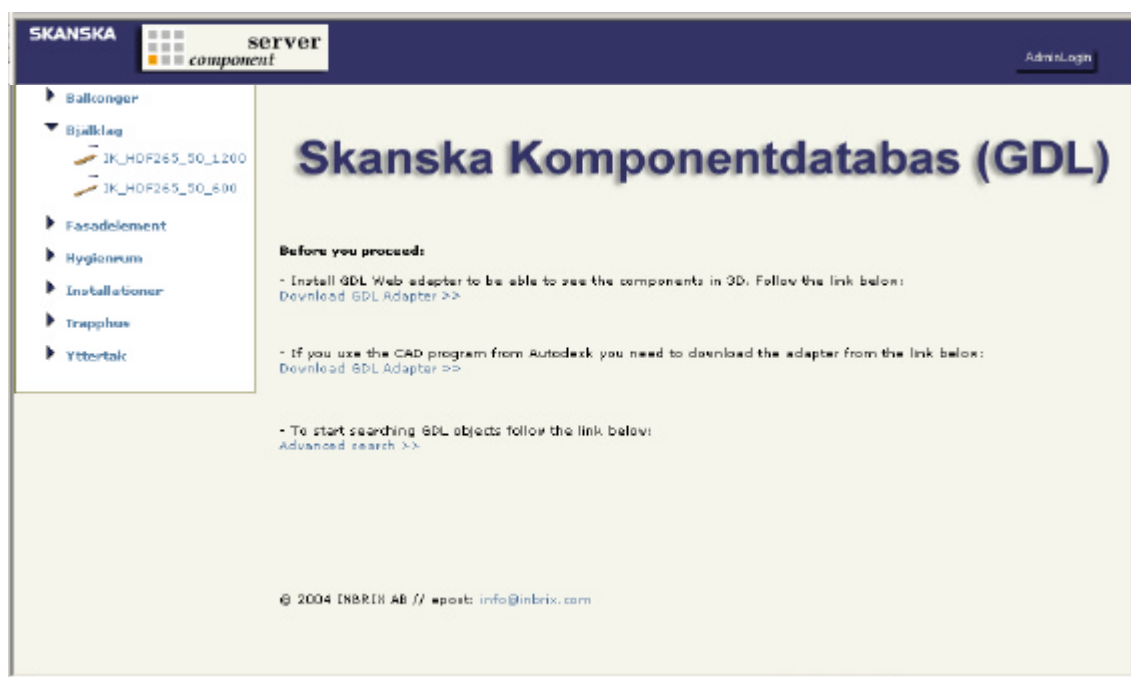 SKANSKA
server
component
AdminLogin
Balkonger
Bjälklag
IK_HDF265_50_1200
IK_HDF265_50_600
Fasadelement
Hygienrum
Installationer
Trapphus
Yttertak
Skanska Komponentdatabas (GDL)
Before you proceed:
- Install GDL Web adapter to be able to see the components in 3D. Follow the link below:
Download GDL Adapter >>
- If you use the CAD program from Autodesk you need to download the adapter from the link below:
Download GDL Adapter >>
- To start searching GDL objects follow the link below:
Advanced search >>
© 2004 INBRIX AB // epost: info@inbrix.com